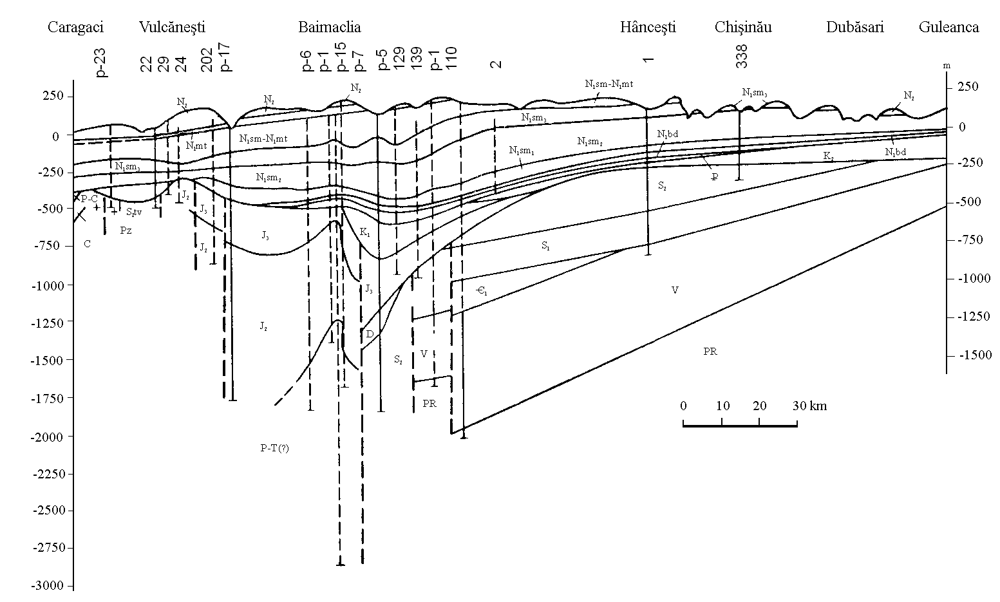 Caragaci Vulcăneşti Baimaclia Hânceşti Chişinău Dubăsari Guleanca
p-23 22 29 24 202 p-17 p-6 p-1 p-15 p-7 p-5 129 139 p-1 110 2 1 338
m
250 N₂ N₂ N₂ N₁sm-N₁mt N₁sm₃ N₂ 250
0 N₁mt N₁sm-N₁mt N₁sm₃ N₁sm₂ N₁bd 0
-250 N₁sm₃ N₁sm₂ N₁sm₁ P K₂ N₁bd -250
-500 P-C S₂tv J₂ J₃ S₂ -500
Pz
-750 C J₂ J₃ K₁ S₁ -750
-1000 J₃ Є₁ V -1000
-1250 J₂ D -1250
-1500 S₂ V PR -1500
-1750 PR 0 10 20 30 km
-2000 P-T(?)
-2250
-2500
-2750
-3000